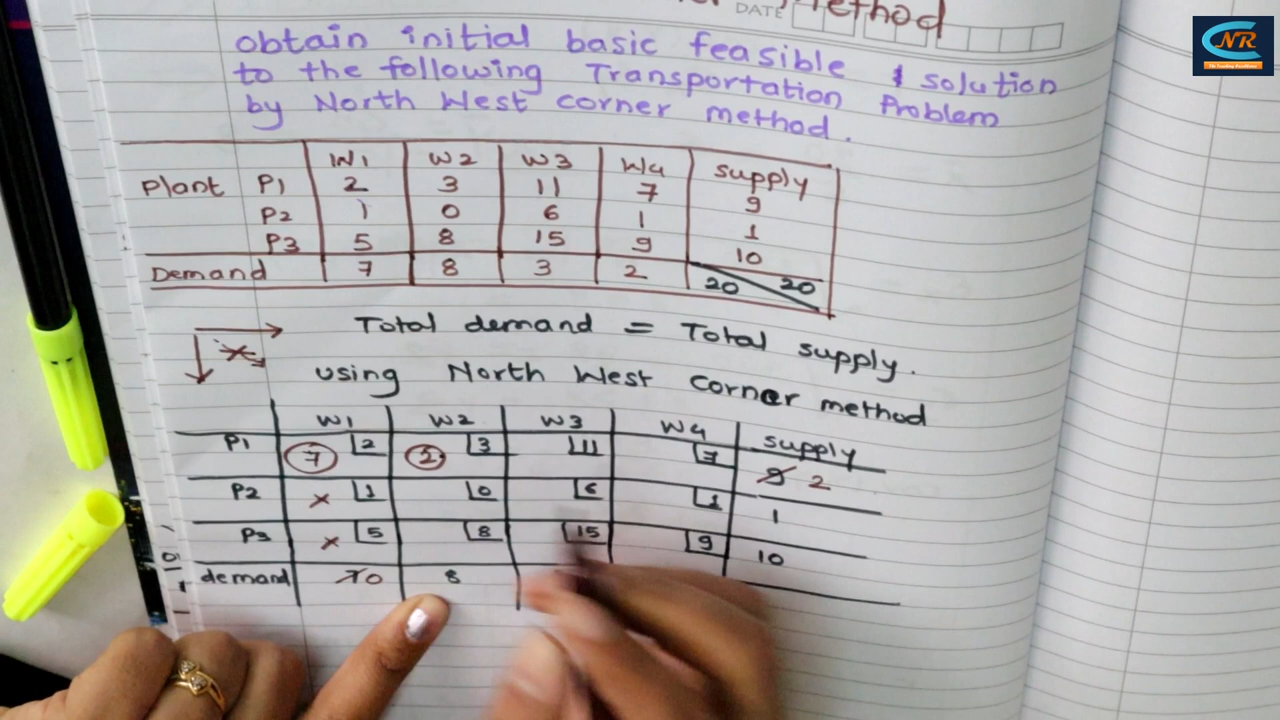 DATE ethod
NR
obtain initial basic feasible & solution
to the following Transportation Problem
by North West corner method.
W1 W2 W3 W4 supply
Plant P1 2 3 11 7 9
P2 1 0 6 1 1
P3 5 8 15 9 10
Demand 7 8 3 2 20 20
Total demand = Total supply.
using North West corner method
W1 W2 W3 W4 supply
P1 7 2 2 3 11 7 9 2
P2 × 1 0 6 1 1
P3 × 5 8 15 9 10
demand 7 0 8